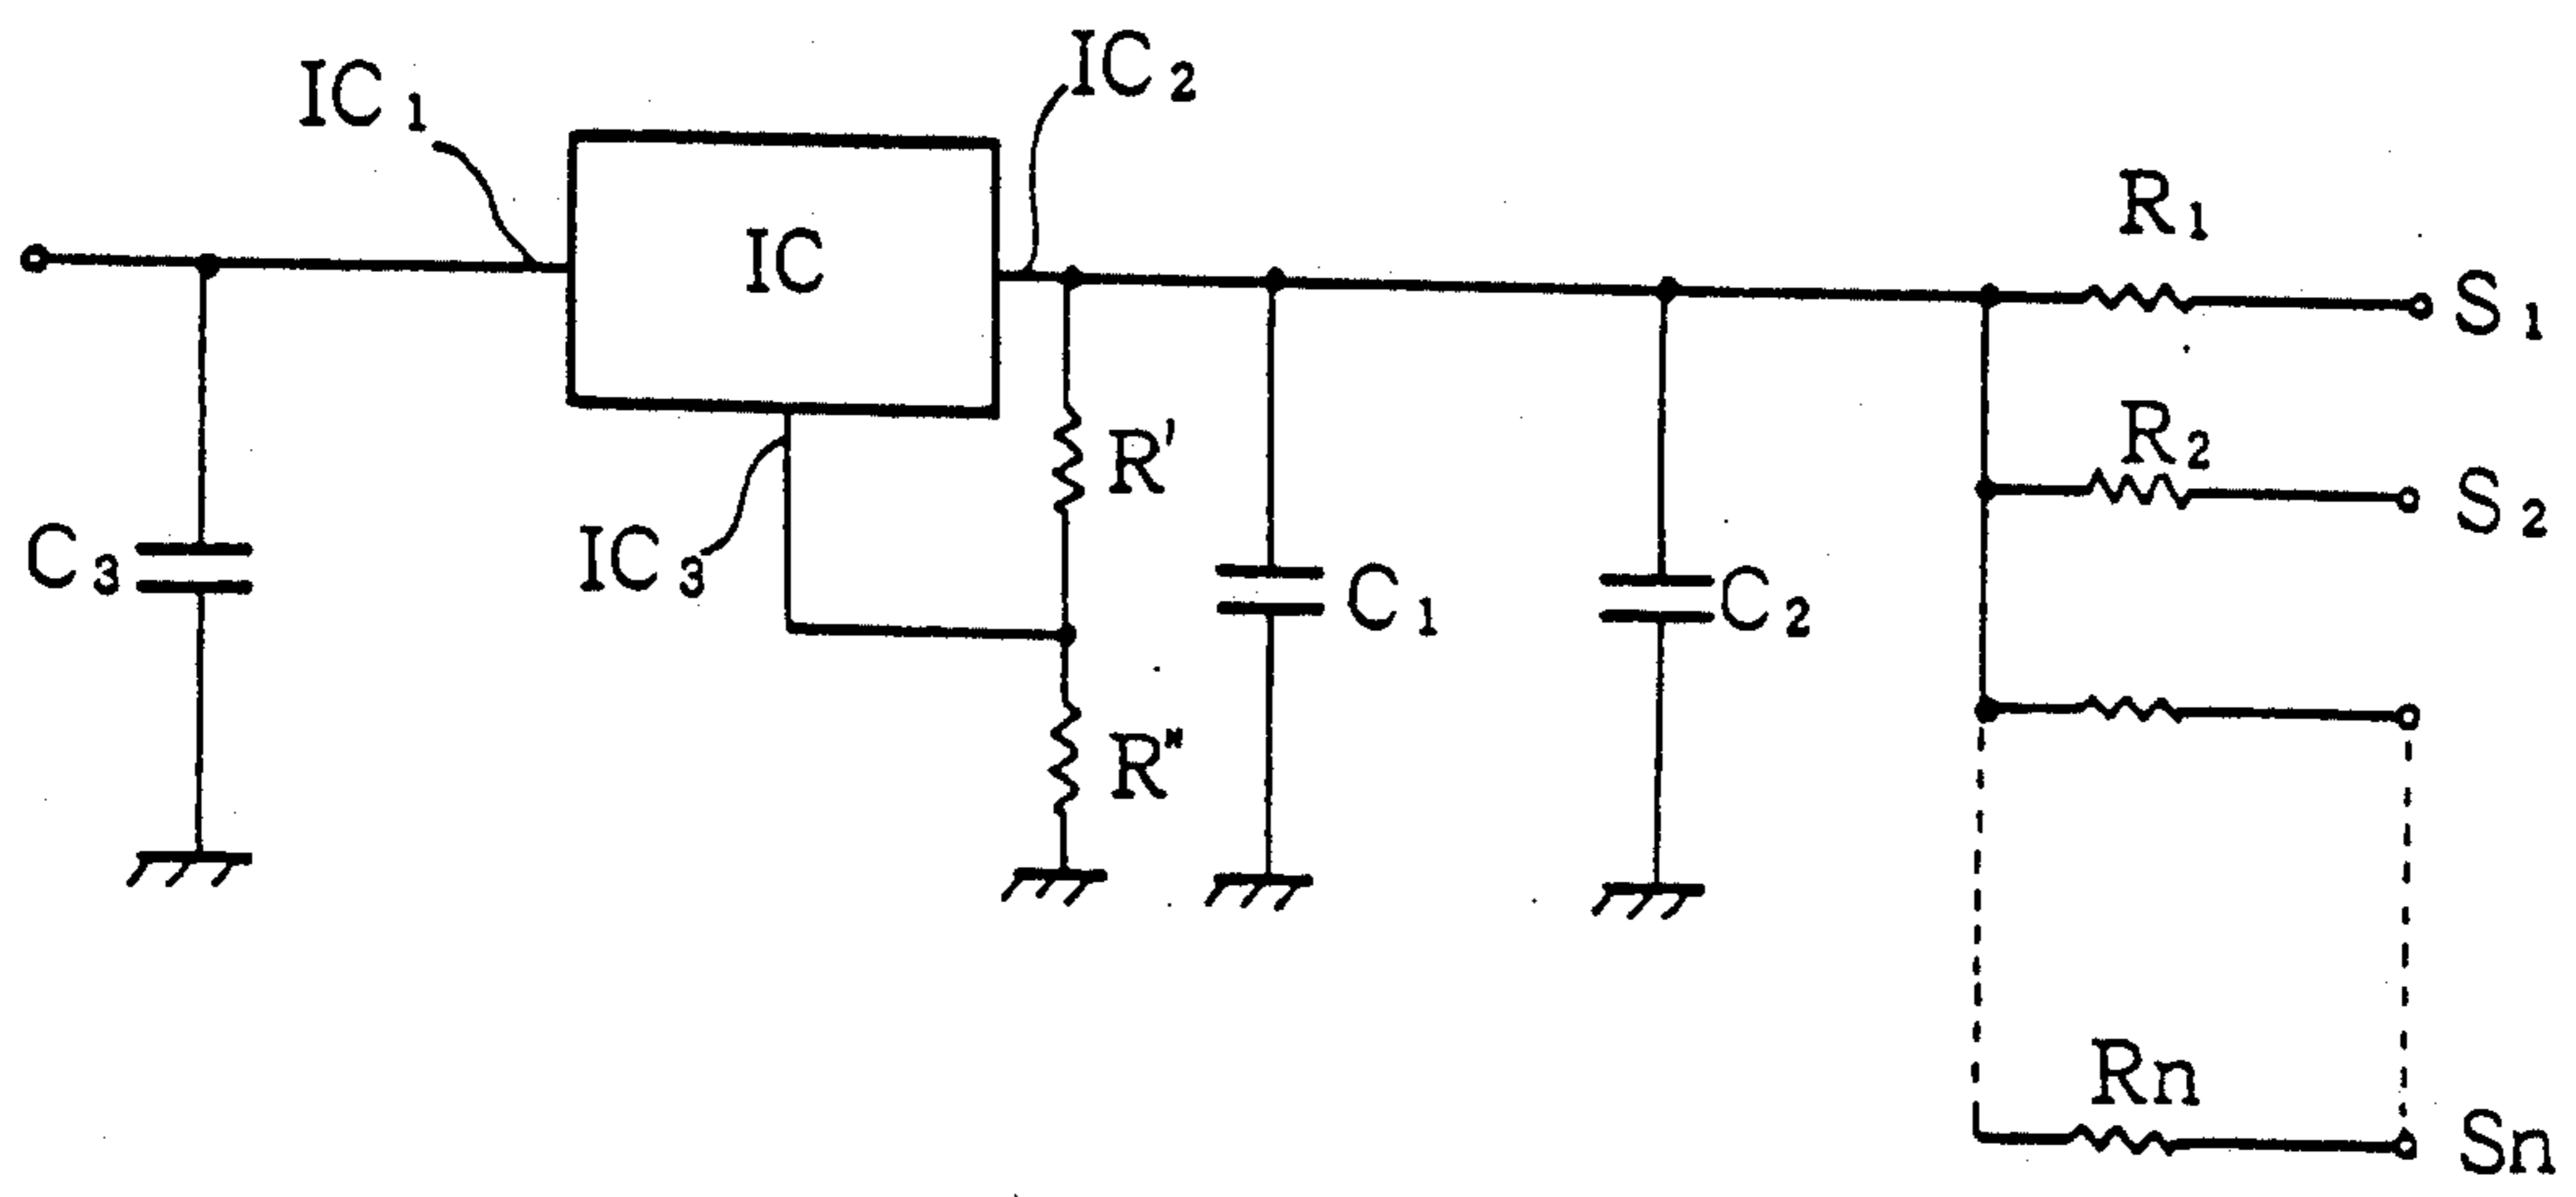 IC₁
IC₂
IC
R₁
S₁
R₂
S₂
R'
C₃
IC₃
C₁
C₂
R"
Rn
Sn